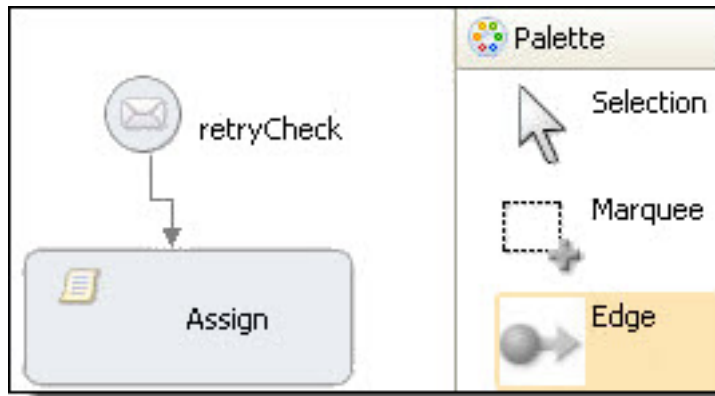 retryCheck
Assign
Palette
Selection
Marquee
Edge